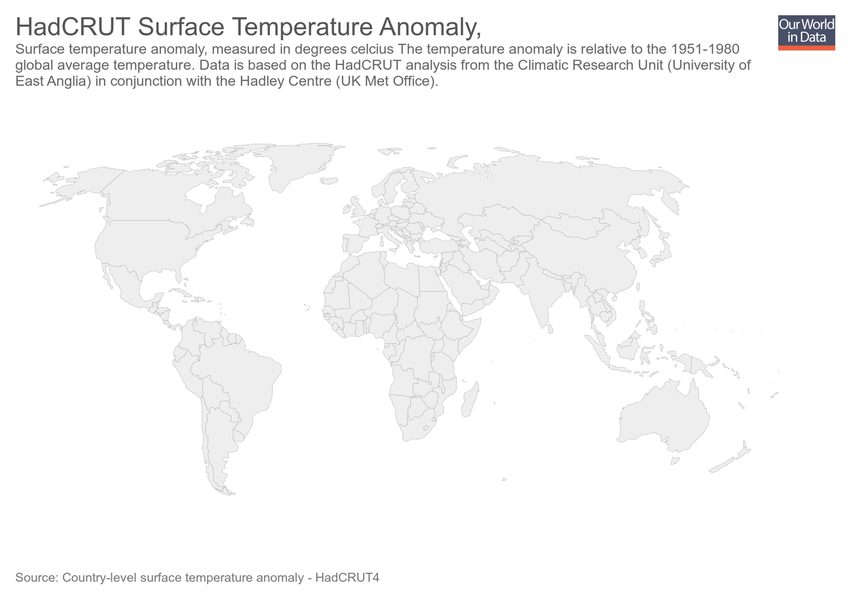 HadCRUT Surface Temperature Anomaly,
Our World
in Data
Surface temperature anomaly, measured in degrees celcius The temperature anomaly is relative to the 1951-1980
global average temperature. Data is based on the HadCRUT analysis from the Climatic Research Unit (University of
East Anglia) in conjunction with the Hadley Centre (UK Met Office).
Source: Country-level surface temperature anomaly - HadCRUT4